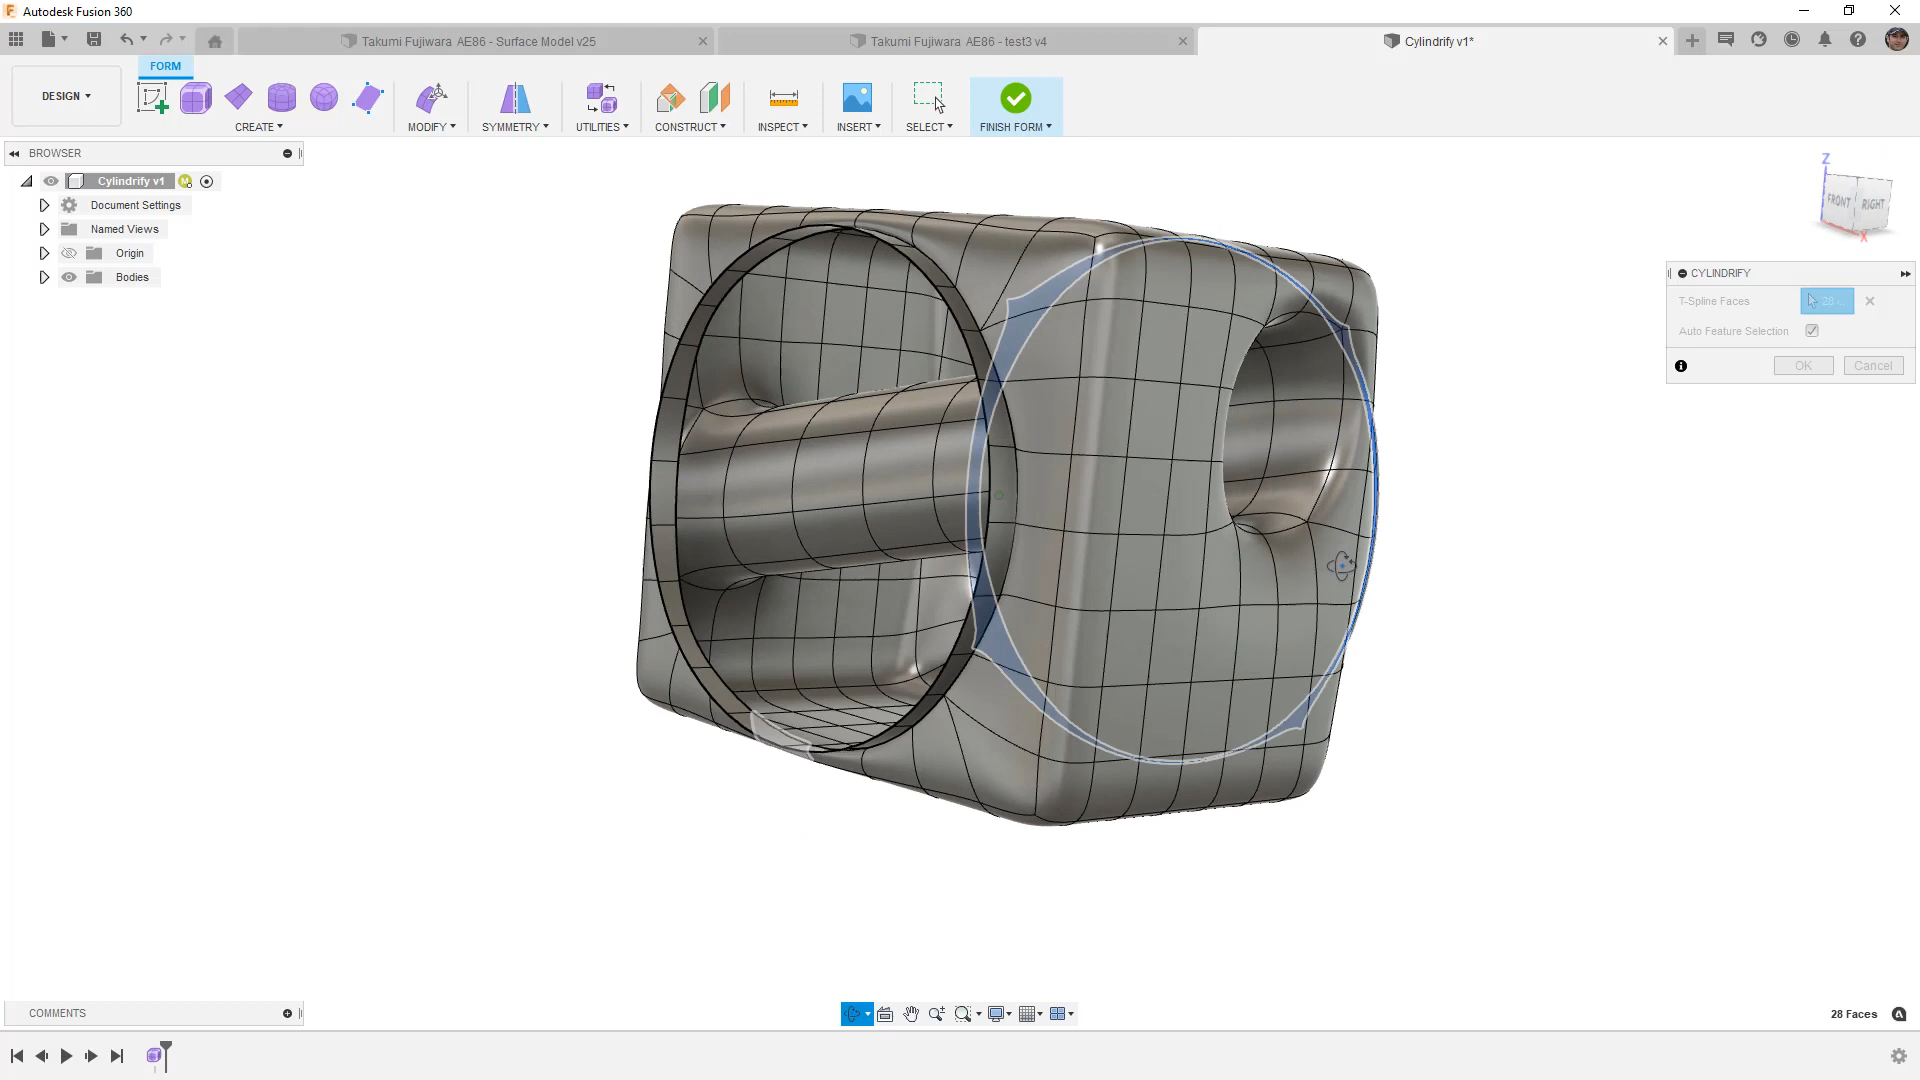 Autodesk Fusion 360
Takumi Fujiwara AE86 - Surface Model v25
Takumi Fujiwara AE86 - test3 v4
Cylindrify v1*
FORM
DESIGN
CREATE
MODIFY
SYMMETRY
UTILITIES
CONSTRUCT
INSPECT
INSERT
SELECT
FINISH FORM
BROWSER
Cylindrify v1
Document Settings
Named Views
Origin
Bodies
Z
FRONT
RIGHT
X
CYLINDRIFY
T-Spline Faces
28
Auto Feature Selection
OK
Cancel
COMMENTS
28 Faces